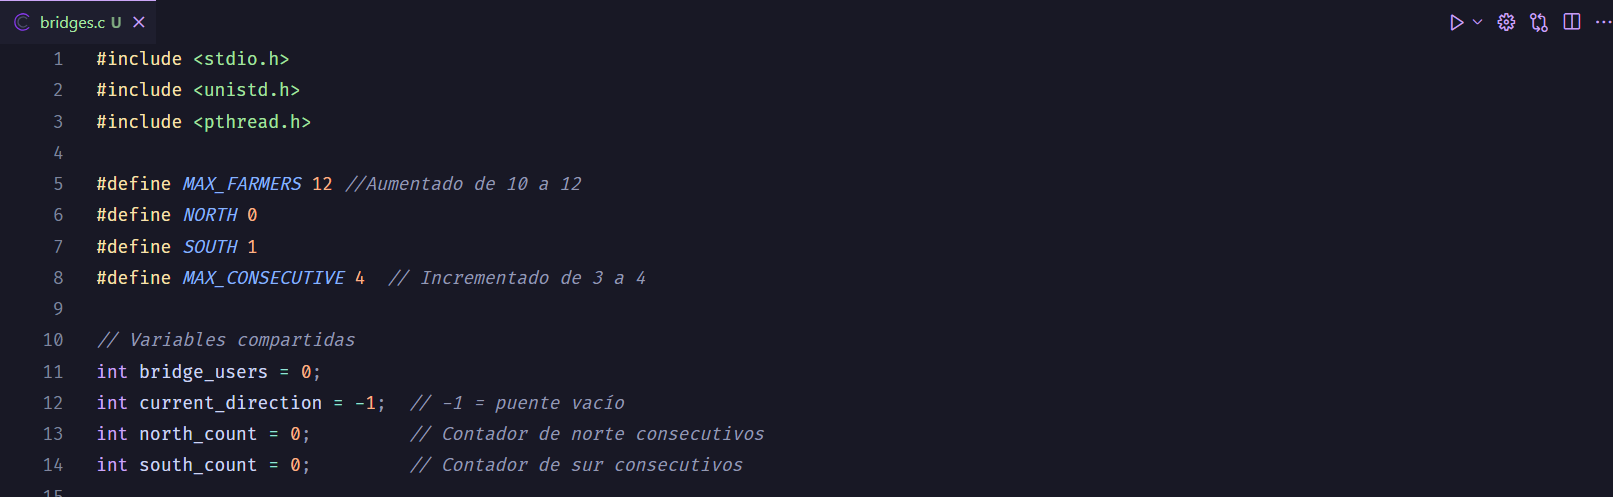 bridges.c U
1 #include <stdio.h>
2 #include <unistd.h>
3 #include <pthread.h>
4
5 #define MAX_FARMERS 12 //Aumentado de 10 a 12
6 #define NORTH 0
7 #define SOUTH 1
8 #define MAX_CONSECUTIVE 4  // Incrementado de 3 a 4
9
10 // Variables compartidas
11 int bridge_users = 0;
12 int current_direction = -1;  // -1 = puente vacío
13 int north_count = 0;         // Contador de norte consecutivos
14 int south_count = 0;         // Contador de sur consecutivos
15